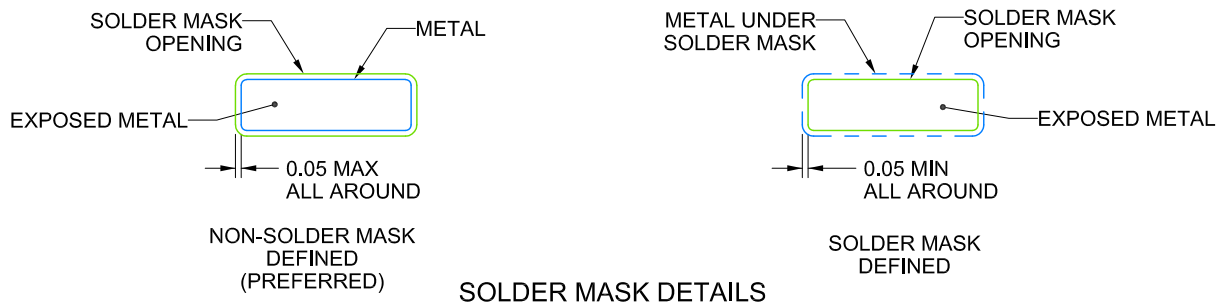 SOLDER MASK
OPENING
METAL
EXPOSED METAL
0.05 MAX
ALL AROUND
NON-SOLDER MASK
DEFINED
(PREFERRED)
METAL UNDER
SOLDER MASK
SOLDER MASK
OPENING
EXPOSED METAL
0.05 MIN
ALL AROUND
SOLDER MASK
DEFINED
SOLDER MASK DETAILS